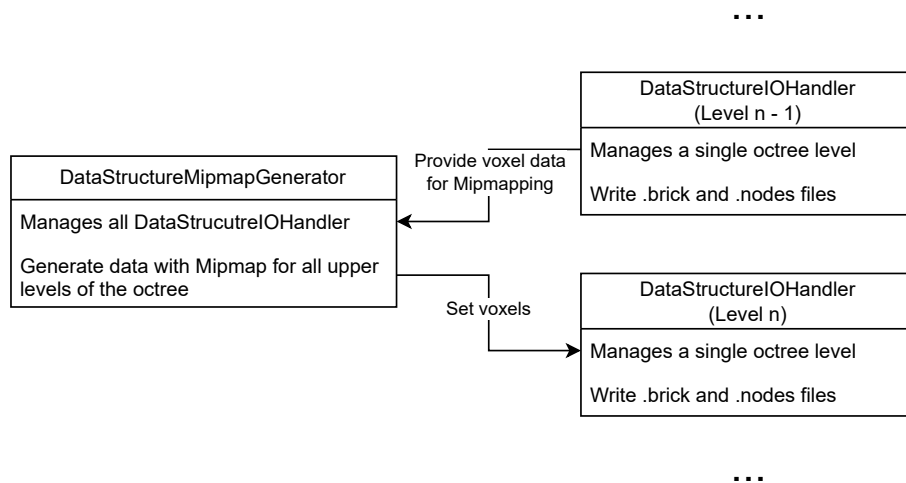 ...
DataStructureIOHandler
(Level n - 1)
Manages a single octree level
Write .brick and .nodes files
Provide voxel data
for Mipmapping
DataStructureMipmapGenerator
Manages all DataStrucutreIOHandler
Generate data with Mipmap for all upper
levels of the octree
Set voxels
DataStructureIOHandler
(Level n)
Manages a single octree level
Write .brick and .nodes files
...